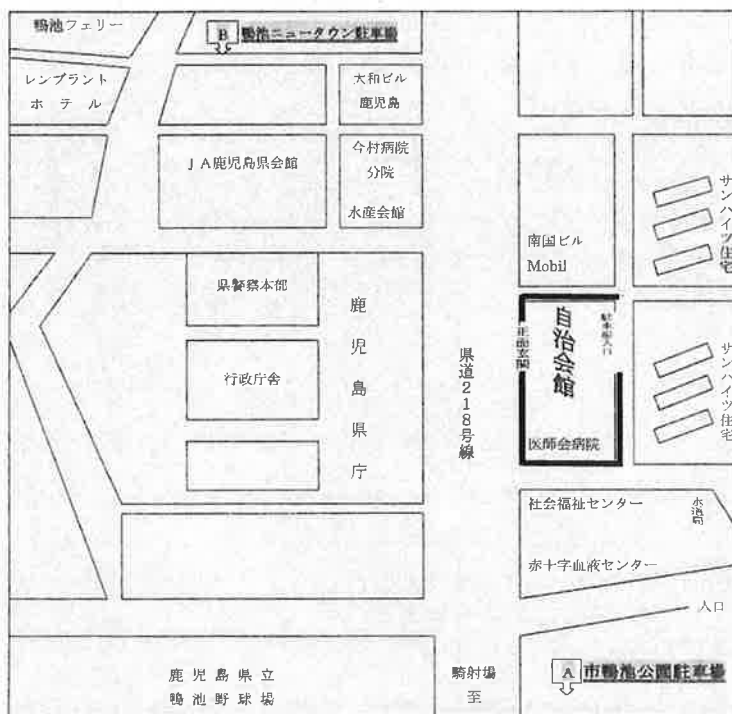 鴨池フェリー
B 鴨池ニュータウン駐車場
レンブラント
ホテル
大和ビル
鹿児島
JA鹿児島県会館
今村病院
分院
水産会館
南国ビル
Mobil
サンハイツ住宅
県警察本部
行政庁舎
鹿児島県庁
県道218号線
正面玄関
自治会館
駐車場入口
医師会病院
サンハイツ住宅
社会福祉センター
水道局
赤十字血液センター
入口
鹿児島県立
鴨池野球場
騎射場
至
A 市鴨池公園駐車場